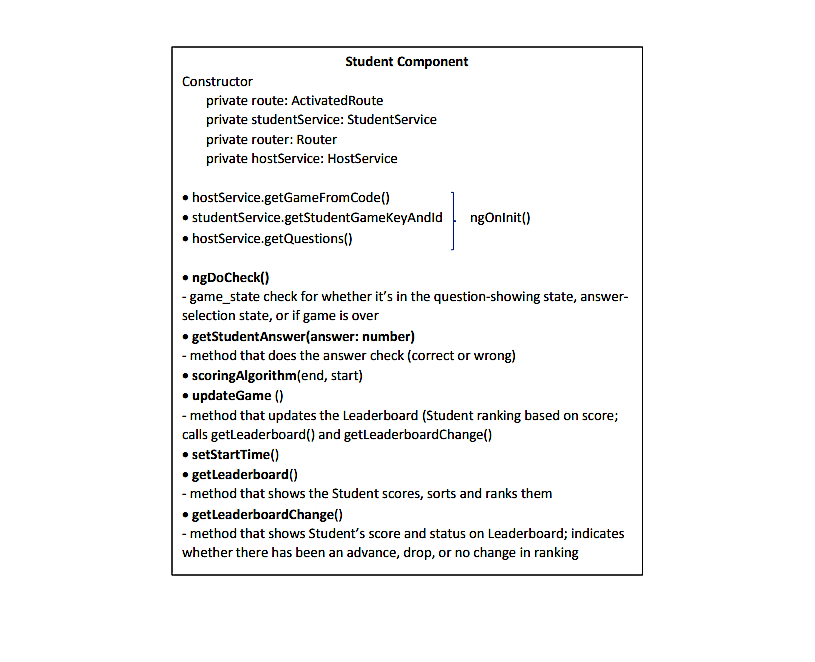 Student Component
Constructor
private route: ActivatedRoute
private studentService: StudentService
private router: Router
private hostService: HostService
• hostService.getGameFromCode()
• studentService.getStudentGameKeyAndId ngOnInit()
• hostService.getQuestions()
• ngDoCheck()
- game_state check for whether it’s in the question-showing state, answer-
selection state, or if game is over
• getStudentAnswer(answer: number)
- method that does the answer check (correct or wrong)
• scoringAlgorithm(end, start)
• updateGame ()
- method that updates the Leaderboard (Student ranking based on score;
calls getLeaderboard() and getLeaderboardChange()
• setStartTime()
• getLeaderboard()
- method that shows the Student scores, sorts and ranks them
• getLeaderboardChange()
- method that shows Student’s score and status on Leaderboard; indicates
whether there has been an advance, drop, or no change in ranking